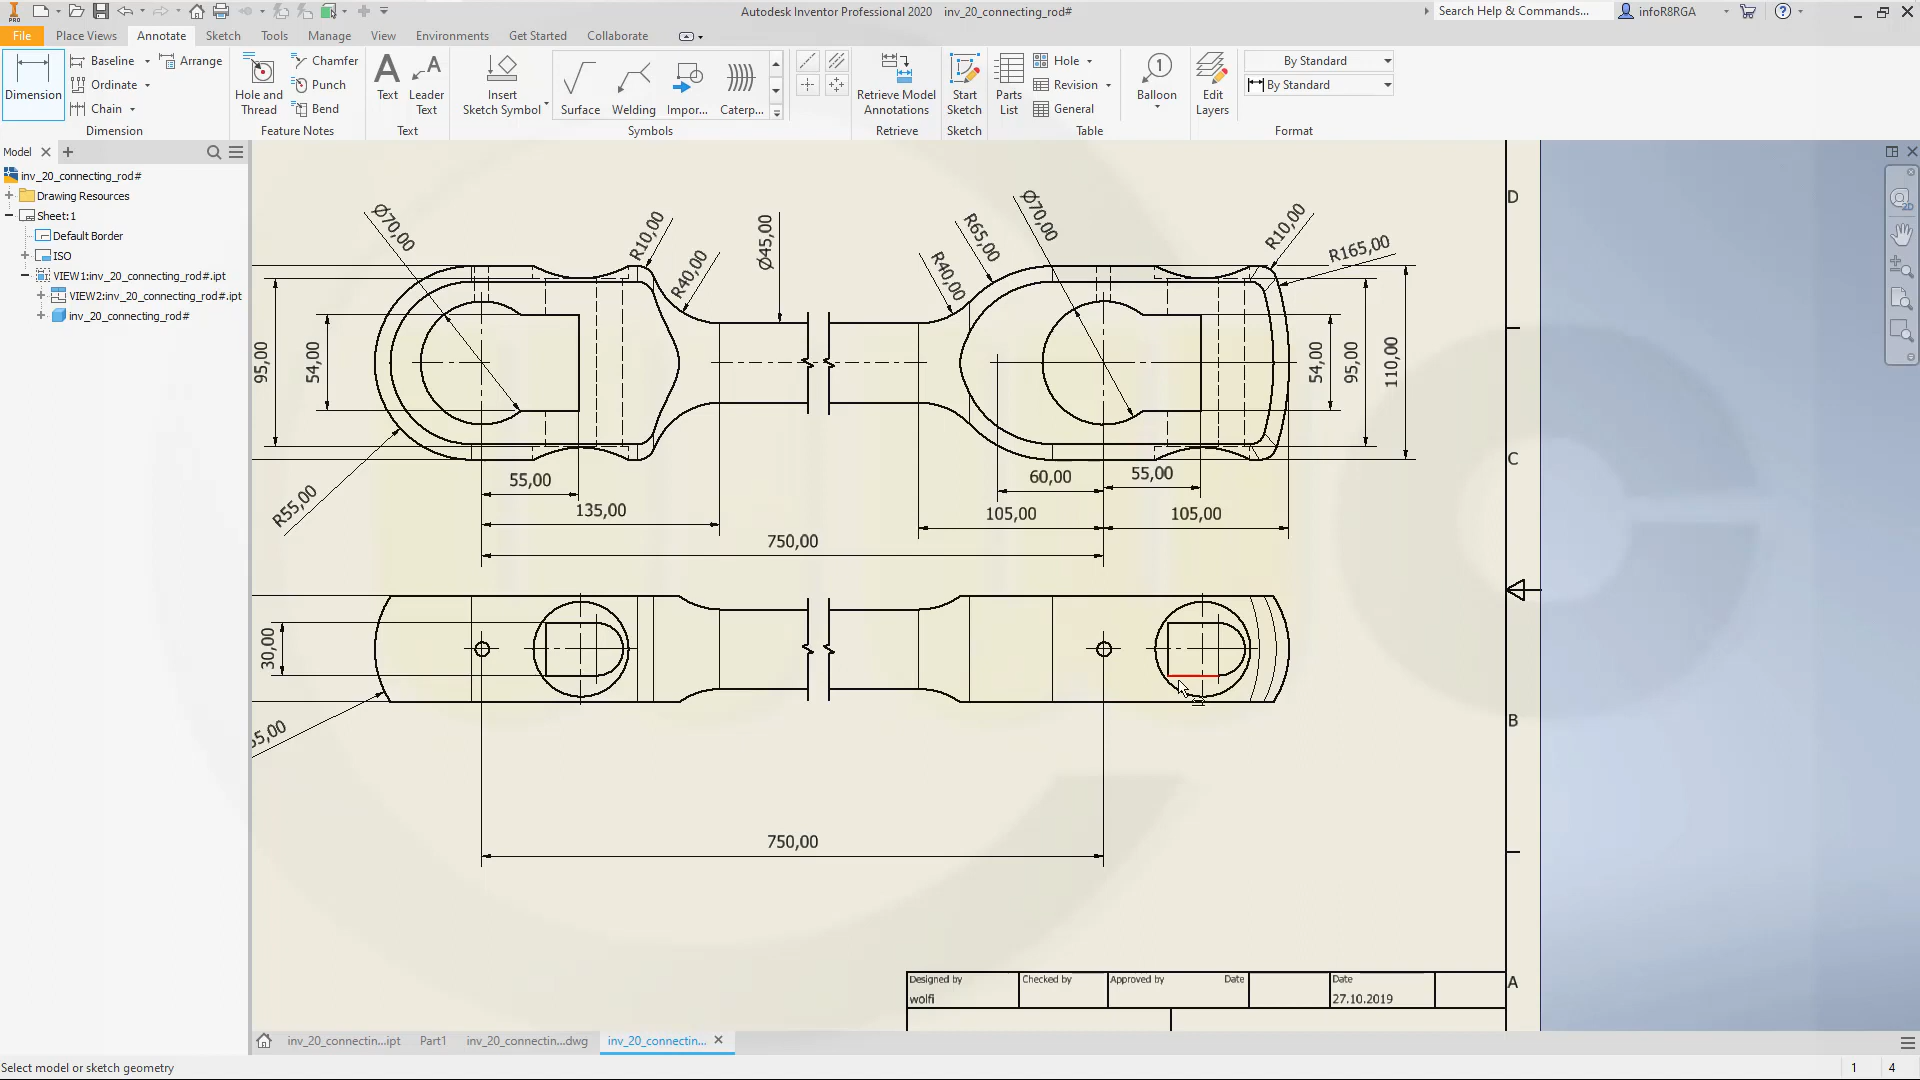 PRO
Autodesk Inventor Professional 2020 inv_20_connecting_rod#
Search Help & Commands...
infoR8RGA
File Place Views Annotate Sketch Tools Manage View Environments Get Started Collaborate
Dimension
Baseline
Arrange
Ordinate
Chain
Dimension
Hole and Thread
Chamfer
Punch
Bend
Feature Notes
Text
Leader Text
Text
Insert Sketch Symbol
Surface
Welding
Impor...
Caterp...
Symbols
Retrieve Model Annotations
Retrieve
Start Sketch
Sketch
Parts List
Hole
Revision
General
Table
Balloon
Edit Layers
By Standard
By Standard
Format
Model
inv_20_connecting_rod#
Drawing Resources
Sheet:1
Default Border
ISO
VIEW1:inv_20_connecting_rod#.ipt
VIEW2:inv_20_connecting_rod#.ipt
inv_20_connecting_rod#
Ø70,00
R10,00
R40,00
Ø45,00
R40,00
R65,00
Ø70,00
R10,00
R165,00
95,00
54,00
54,00
95,00
110,00
R55,00
55,00
135,00
60,00
55,00
105,00
105,00
750,00
30,00
55,00
750,00
D
C
B
A
Designed by
wolfi
Checked by
Approved by
Date
Date
27.10.2019
inv_20_connectin...ipt
Part1
inv_20_connectin...dwg
inv_20_connectin...
Select model or sketch geometry
1
4